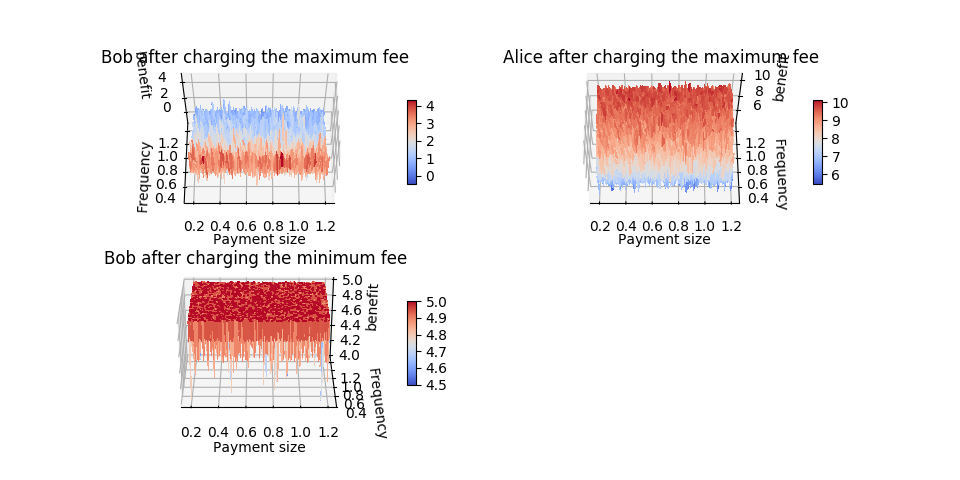 Bob after charging the maximum fee
benefit
4
2
0
Frequency
1.2
1.0
0.8
0.6
0.4
0.2 0.4 0.6 0.8 1.0 1.2
Payment size
4
3
2
1
0
Alice after charging the maximum fee
benefit
10
8
6
Frequency
1.2
1.0
0.8
0.6
0.4
0.2 0.4 0.6 0.8 1.0 1.2
Payment size
10
9
8
7
6
Bob after charging the minimum fee
benefit
5.0
4.8
4.6
4.4
4.2
4.0
Frequency
1.2
1.0
0.8
0.6
0.4
0.2 0.4 0.6 0.8 1.0 1.2
Payment size
5.0
4.9
4.8
4.7
4.6
4.5